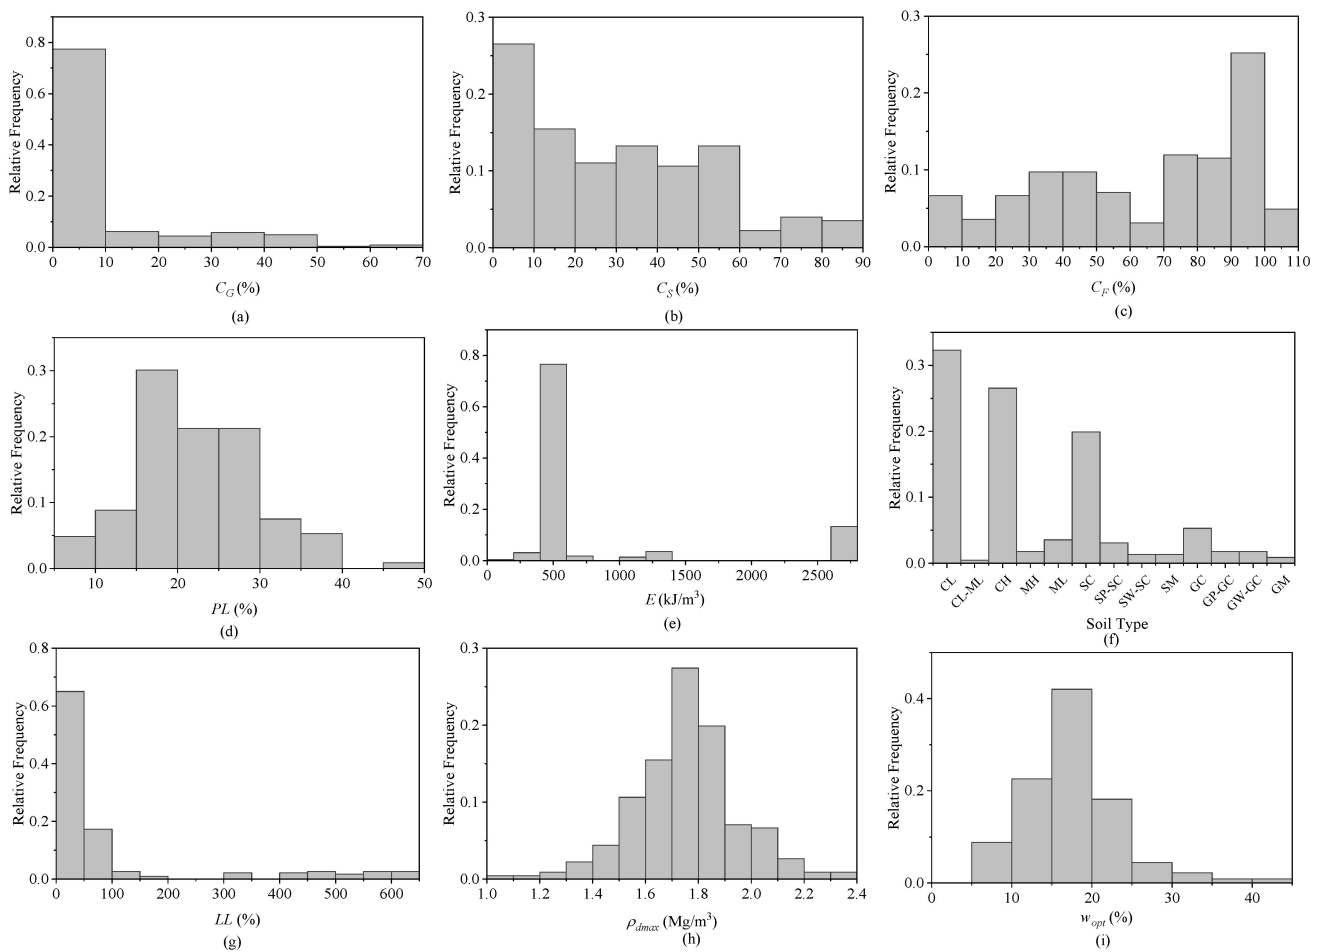 Relative Frequency
0.8
0.6
0.4
0.2
0.0
0 10 20 30 40 50 60 70
C_G (%)
(a)
Relative Frequency
0.3
0.2
0.1
0.0
0 10 20 30 40 50 60 70 80 90
C_S (%)
(b)
Relative Frequency
0.3
0.2
0.1
0.0
0 10 20 30 40 50 60 70 80 90 100 110
C_F (%)
(c)
Relative Frequency
0.3
0.2
0.1
0.0
10 20 30 40 50
PL (%)
(d)
Relative Frequency
0.8
0.6
0.4
0.2
0.0
0 500 1000 1500 2000 2500
E (kJ/m³)
(e)
Relative Frequency
0.3
0.2
0.1
0.0
CL CL-ML CH MH ML SC SP-SC SW-SC SM GC GP-GC GW-GC GM
Soil Type
(f)
Relative Frequency
0.8
0.6
0.4
0.2
0.0
0 100 200 300 400 500 600
LL (%)
(g)
Relative Frequency
0.3
0.2
0.1
0.0
1.0 1.2 1.4 1.6 1.8 2.0 2.2 2.4
ρ_dmax (Mg/m³)
(h)
Relative Frequency
0.4
0.2
0.0
10 20 30 40
w_opt (%)
(i)